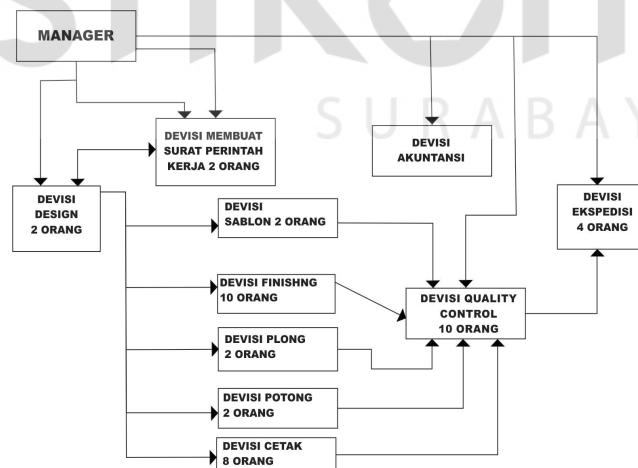 MANAGER
SURABAY
DEVISI MEMBUAT
SURAT PERINTAH
KERJA 2 ORANG
DEVISI
AKUNTANSI
DEVISI
DESIGN
2 ORANG
DEVISI
SABLON 2 ORANG
DEVISI
EKSPEDISI
4 ORANG
DEVISI FINISHNG
10 ORANG
DEVISI QUALITY
CONTROL
10 ORANG
DEVISI PLONG
2 ORANG
DEVISI POTONG
2 ORANG
DEVISI CETAK
8 ORANG